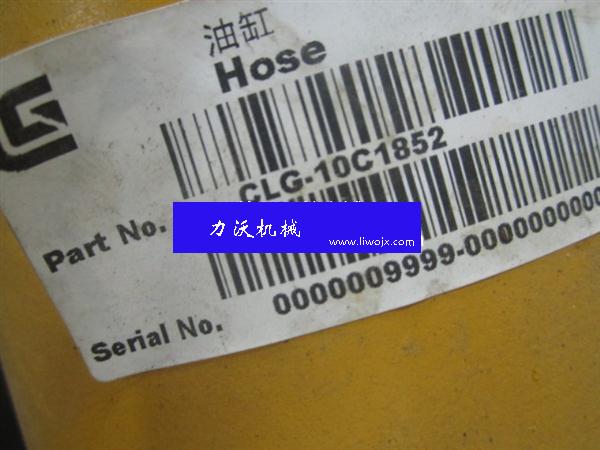 油缸
Hose
Part No.
CLG-10C1852
力沃机械
www.liwojx.com
Serial No.
0000009999-0000000000